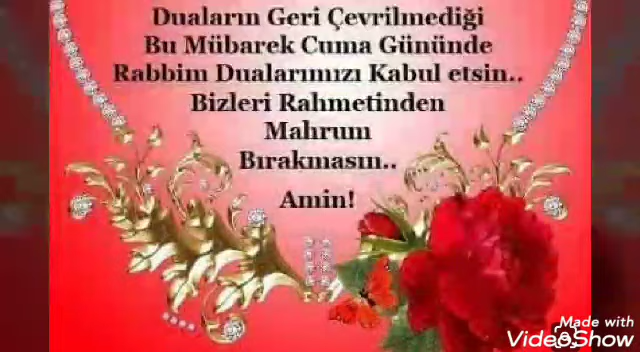 Duaların Geri Çevrilmediği
Bu Mübarek Cuma Gününde
Rabbim Dualarımızı Kabul etsin..
Bizleri Rahmetinden
Mahrum
Bırakmasın..
Amin!
Made with
VideoShow